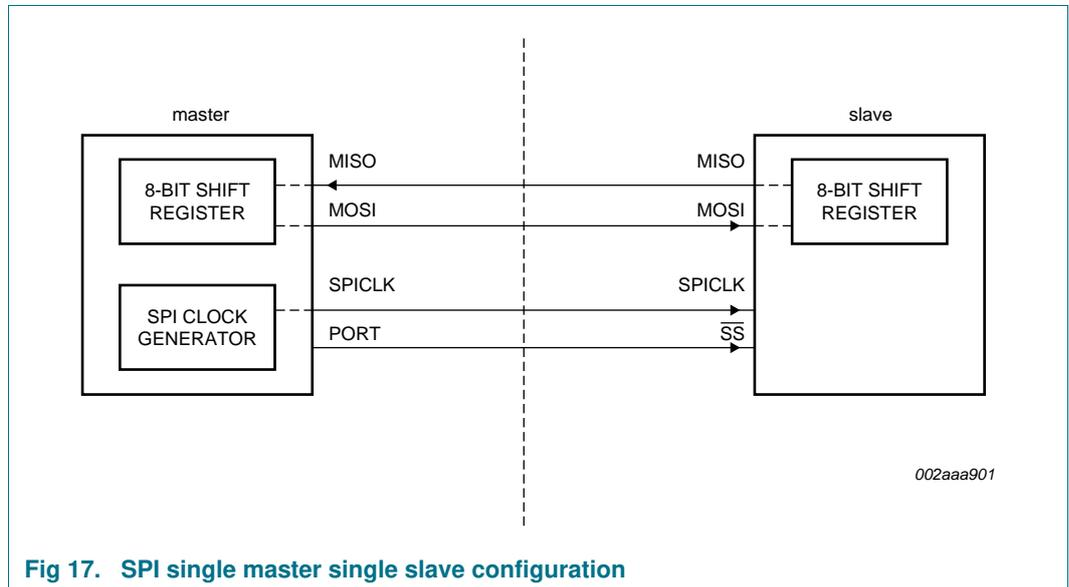 master
slave
MISO
MISO
8-BIT SHIFT
REGISTER
8-BIT SHIFT
REGISTER
MOSI
MOSI
SPICLK
SPICLK
SPI CLOCK
GENERATOR
PORT
SS
002aaa901
Fig 17. SPI single master single slave configuration